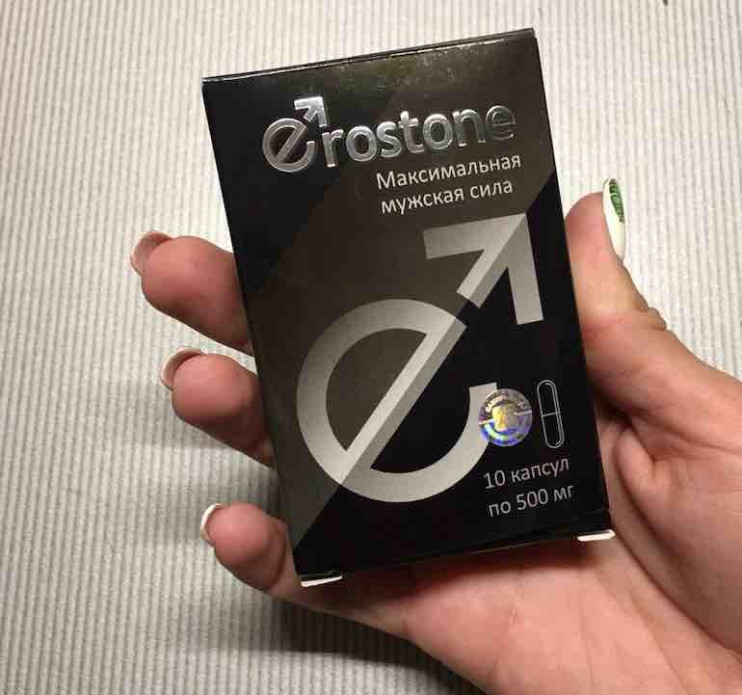 erostone
Максимальная
мужская сила
10 капсул
по 500 мг